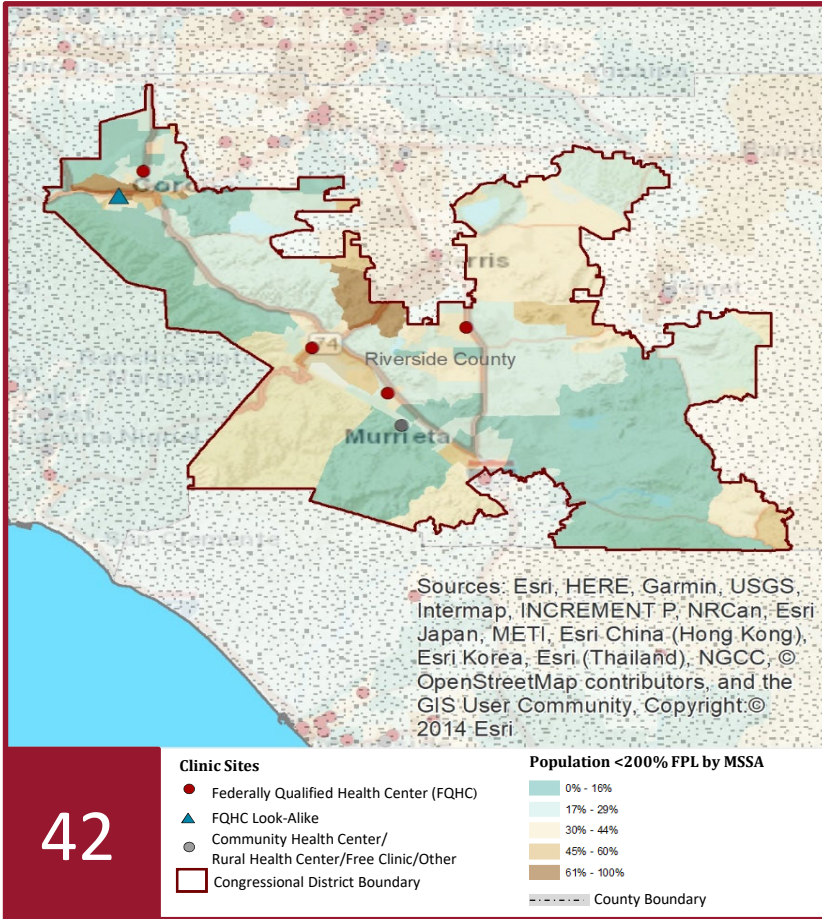 Corona
rris
74
Riverside County
Murrieta
Sources: Esri, HERE, Garmin, USGS,
Intermap, INCREMENT P, NRCan, Esri
Japan, METI, Esri China (Hong Kong),
Esri Korea, Esri (Thailand), NGCC, ©
OpenStreetMap contributors, and the
GIS User Community, Copyright:©
2014 Esri
42
Clinic Sites
Federally Qualified Health Center (FQHC)
FQHC Look-Alike
Community Health Center/
Rural Health Center/Free Clinic/Other
Congressional District Boundary
Population <200% FPL by MSSA
0% - 16%
17% - 29%
30% - 44%
45% - 60%
61% - 100%
County Boundary